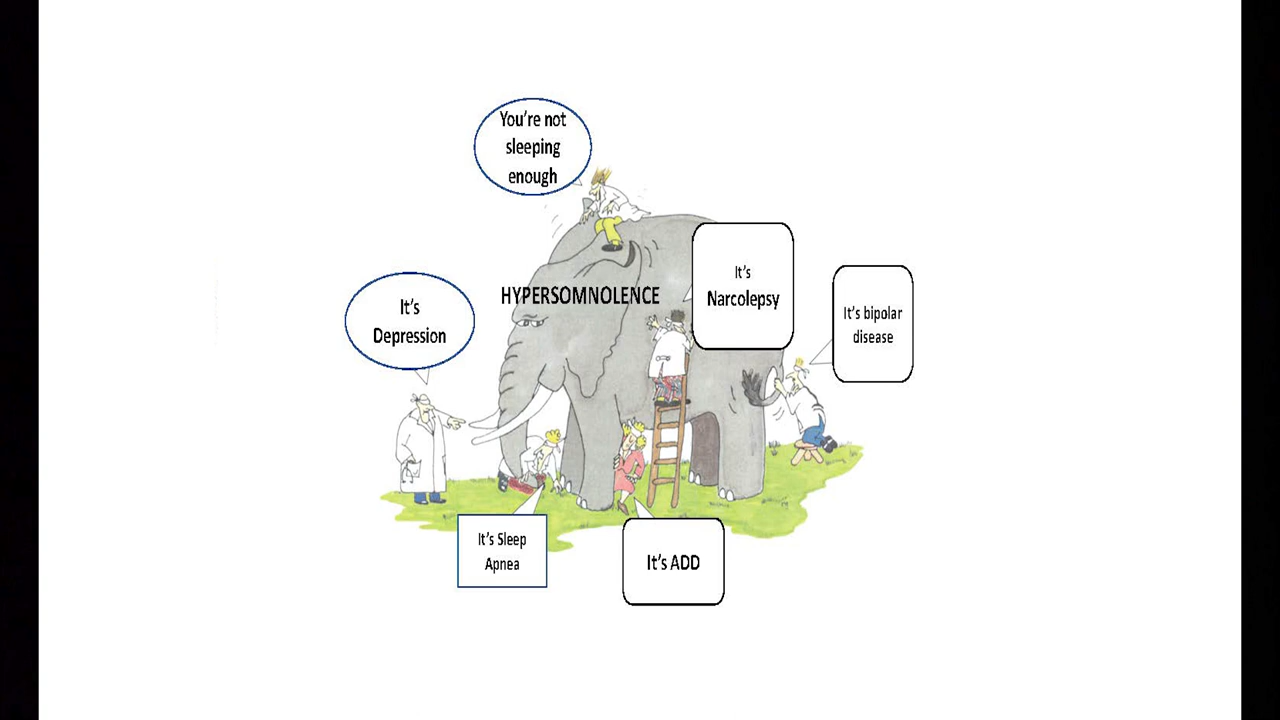 You're not
sleeping
enough
It's
Narcolepsy
HYPERSOMNOLENCE
It's
Depression
It's bipolar
disease
It's Sleep
Apnea
It's ADD